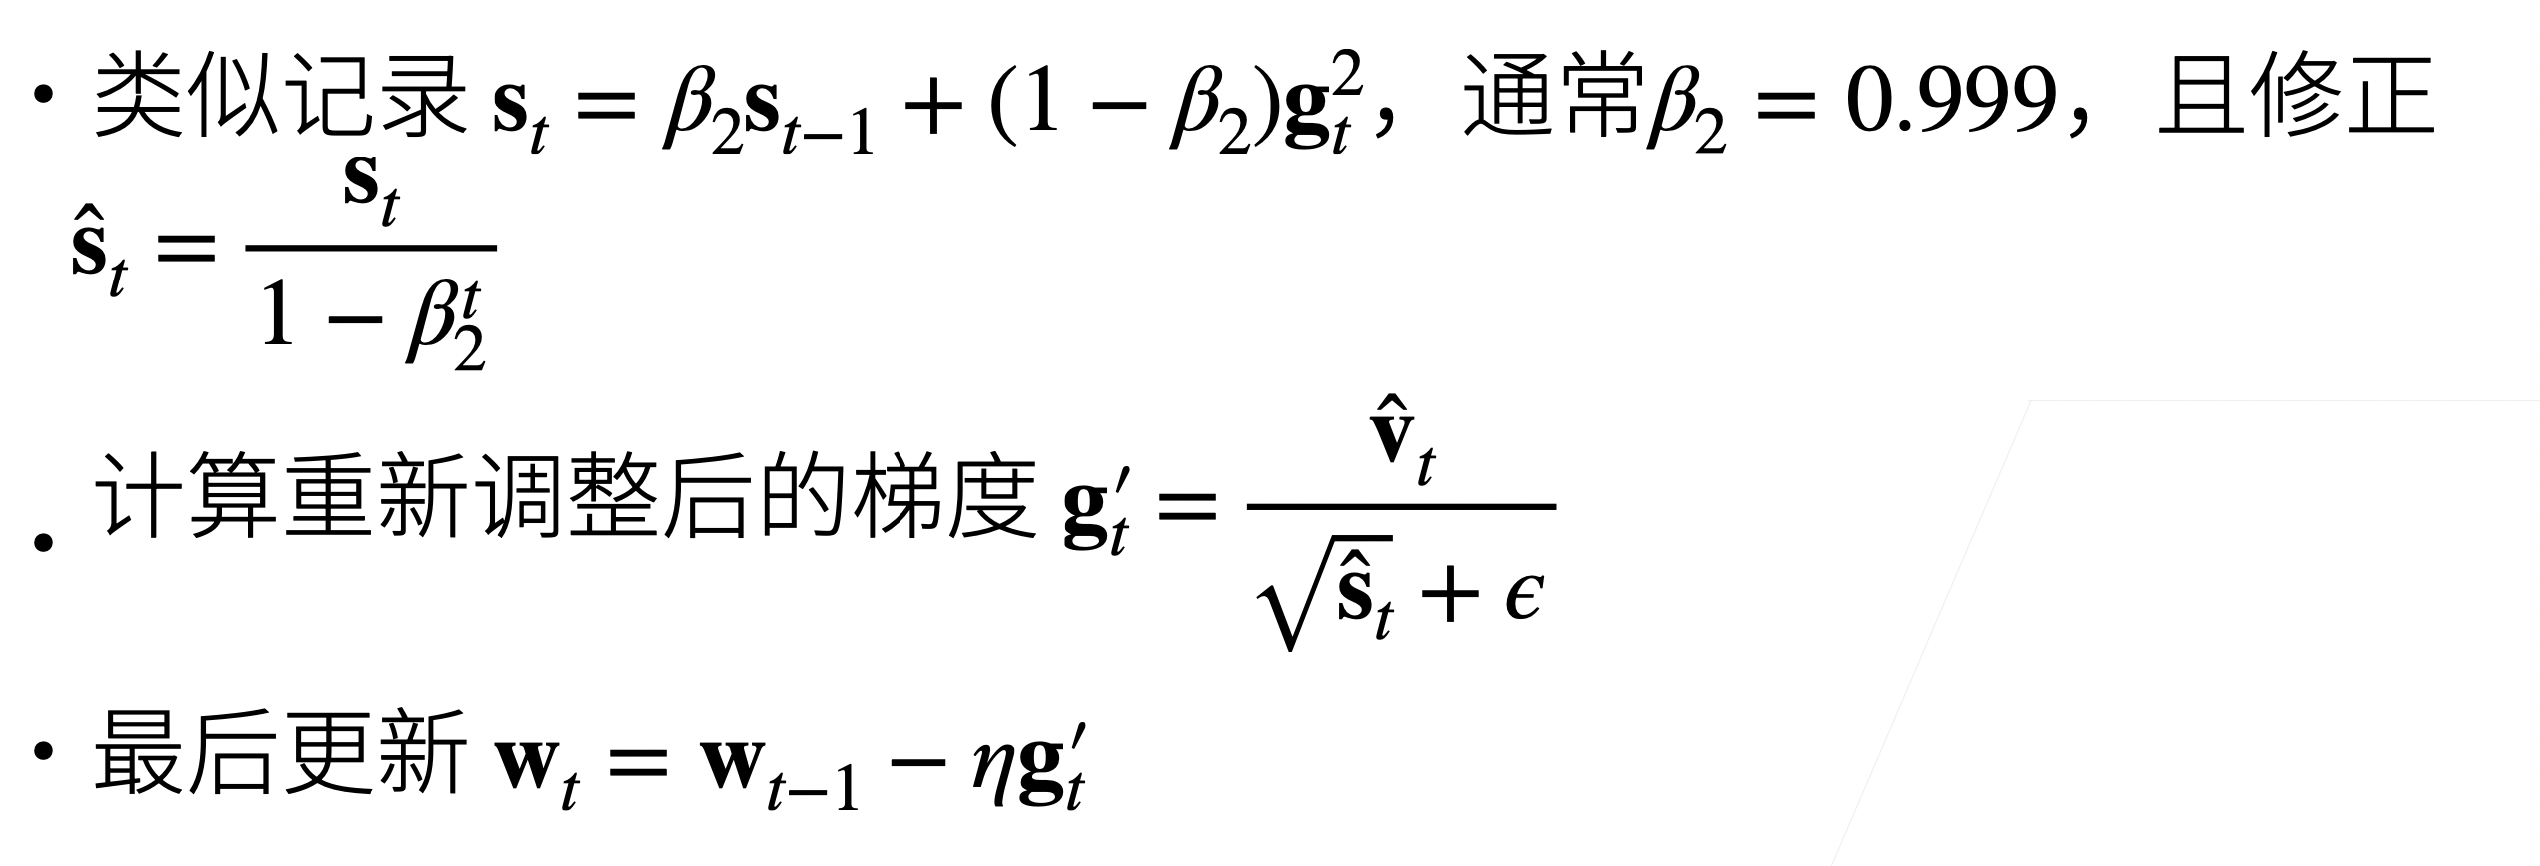 • 类似记录 $\mathbf{s}_t = \beta_2 \mathbf{s}_{t-1} + (1 - \beta_2)\mathbf{g}_t^2$，通常$\beta_2 = 0.999$，且修正
$\hat{\mathbf{s}}_t = \frac{\mathbf{s}_t}{1 - \beta_2^t}$
• 计算重新调整后的梯度 $\mathbf{g}'_t = \frac{\hat{\mathbf{v}}_t}{\sqrt{\hat{\mathbf{s}}_t} + \epsilon}$
• 最后更新 $\mathbf{w}_t = \mathbf{w}_{t-1} - \eta \mathbf{g}'_t$